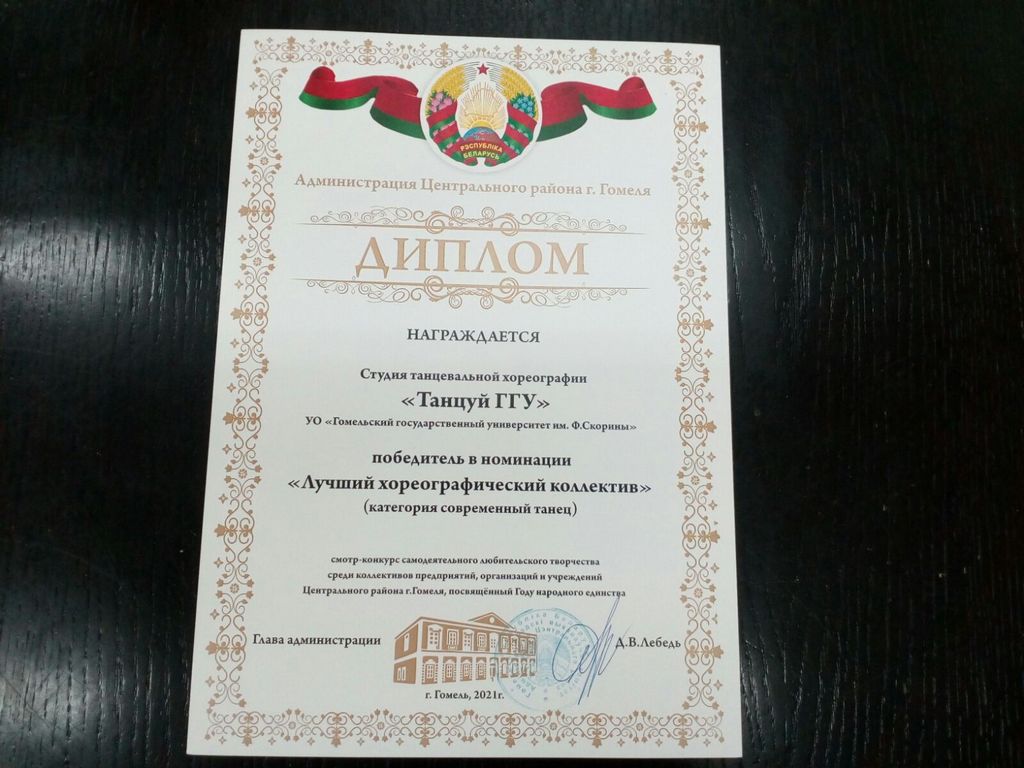 РЭСПУБЛІКА
БЕЛАРУСЬ
Администрация Центрального района г. Гомеля
ДИПЛОМ
НАГРАЖДАЕТСЯ
Студия танцевальной хореографии
«Танцуй ГГУ»
УО «Гомельский государственный университет им. Ф.Скорины»
победитель в номинации
«Лучший хореографический коллектив»
(категория современный танец)
смотр-конкурс самодеятельного любительского творчества
среди коллективов предприятий, организаций и учреждений
Центрального района г.Гомеля, посвящённый Году народного единства
Глава администрации
Д.В.Лебедь
г. Гомель, 2021г.